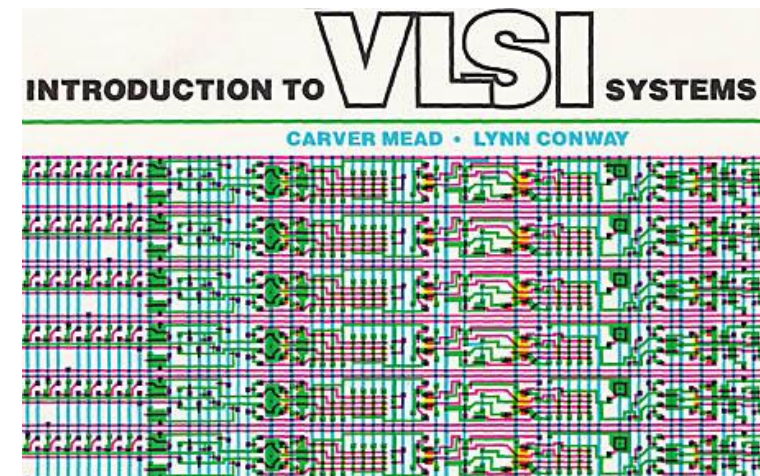 INTRODUCTION TO VLSI SYSTEMS
CARVER MEAD • LYNN CONWAY